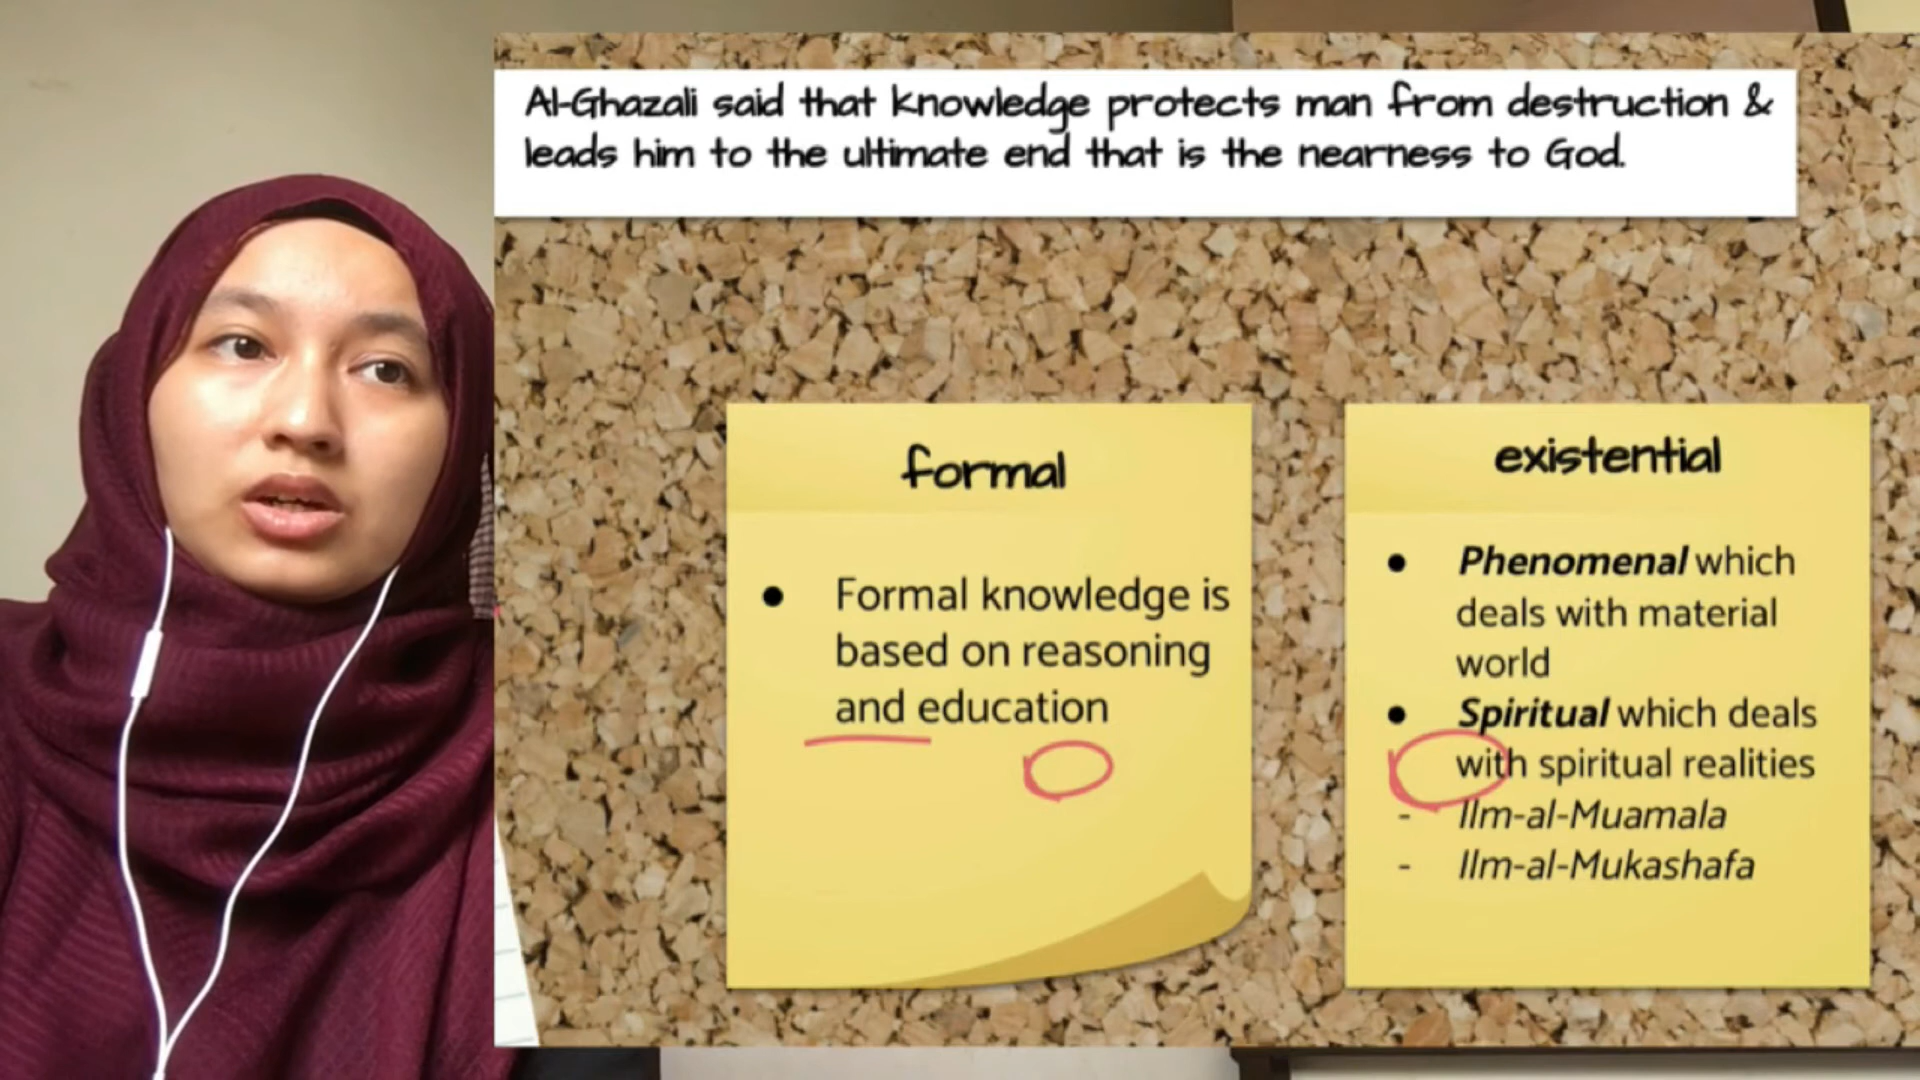 Al-Ghazali said that knowledge protects man from destruction &
leads him to the ultimate end that is the nearness to God.
formal
● Formal knowledge is
based on reasoning
and education
existential
● Phenomenal which
deals with material
world
● Spiritual which deals
with spiritual realities
- Ilm-al-Muamala
- Ilm-al-Mukashafa